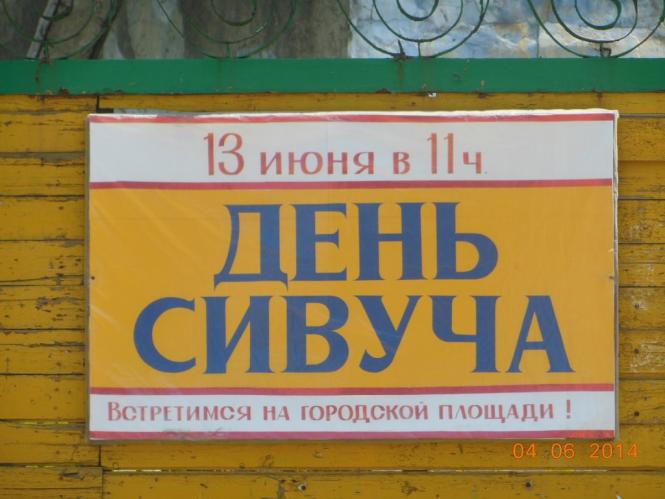 13 июня в 11ч.
ДЕНЬ
СИВУЧА
Встретимся на городской площади !
04 06 2014